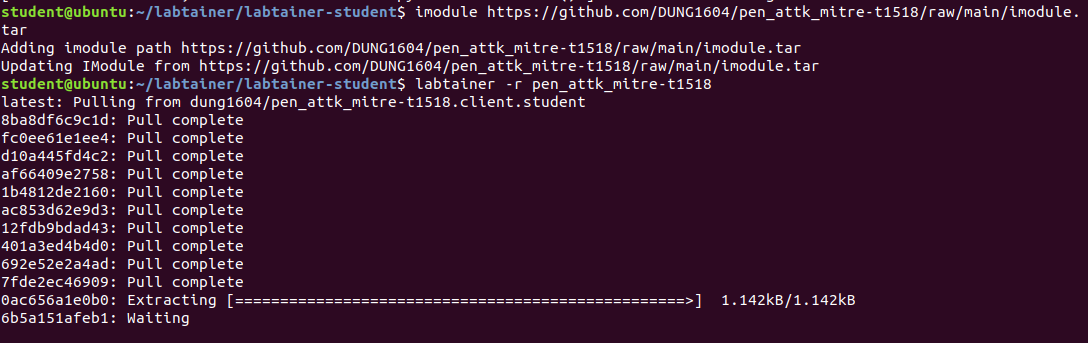 student@ubuntu:~/labtainer/labtainer-student$ imodule https://github.com/DUNG1604/pen_attk_mitre-t1518/raw/main/imodule.
tar
Adding imodule path https://github.com/DUNG1604/pen_attk_mitre-t1518/raw/main/imodule.tar
Updating IModule from https://github.com/DUNG1604/pen_attk_mitre-t1518/raw/main/imodule.tar
student@ubuntu:~/labtainer/labtainer-student$ labtainer -r pen_attk_mitre-t1518
latest: Pulling from dung1604/pen_attk_mitre-t1518.client.student
8ba8df6c9c1d: Pull complete
fc0ee61e1ee4: Pull complete
d10a445fd4c2: Pull complete
af66409e2758: Pull complete
1b4812de2160: Pull complete
ac853d62e9d3: Pull complete
12fdb9bdad43: Pull complete
401a3ed4b4d0: Pull complete
692e52e2a4ad: Pull complete
7fde2ec46909: Pull complete
0ac656a1e0b0: Extracting [==================================================>]  1.142kB/1.142kB
6b5a151afeb1: Waiting